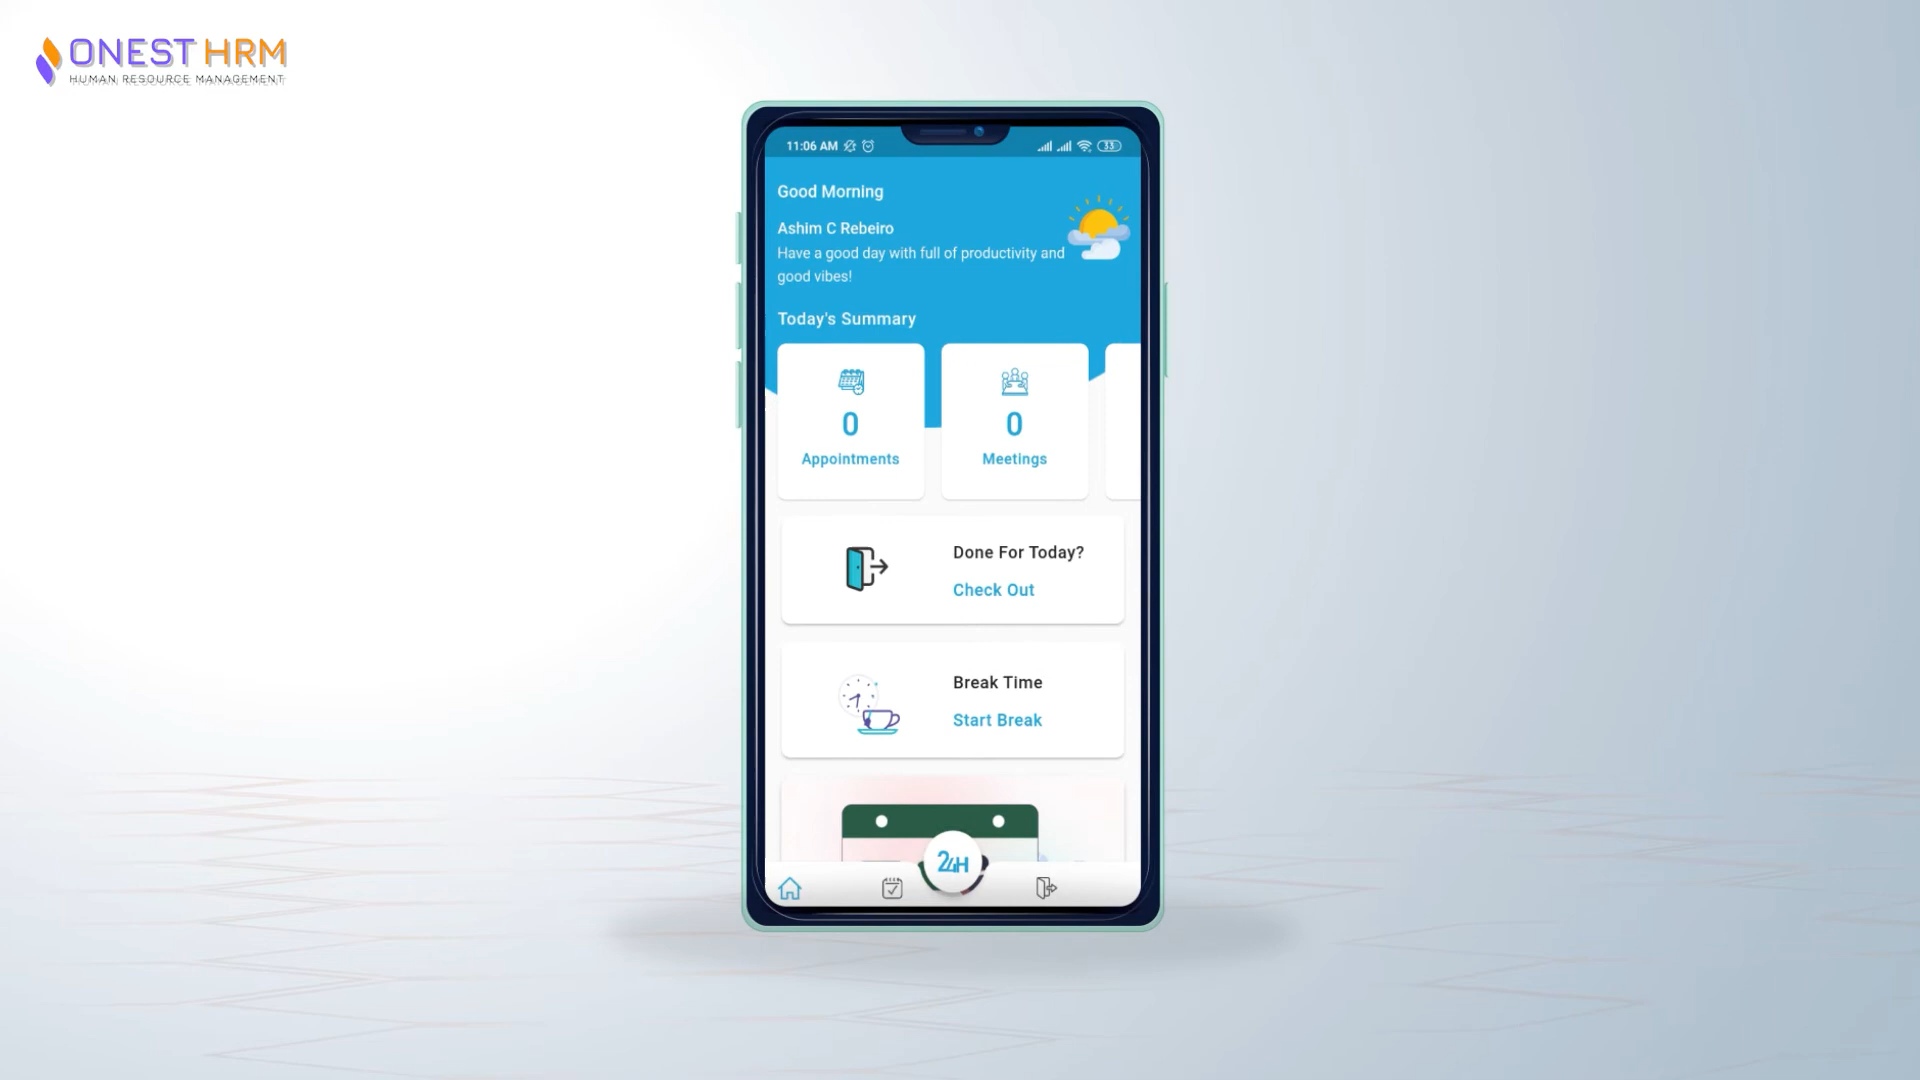 ONEST HRM
HUMAN RESOURCE MANAGEMENT
11:06 AM
33
Good Morning
Ashim C Rebeiro
Have a good day with full of productivity and
good vibes!
Today's Summary
0
Appointments
0
Meetings
Done For Today?
Check Out
Break Time
Start Break
24H